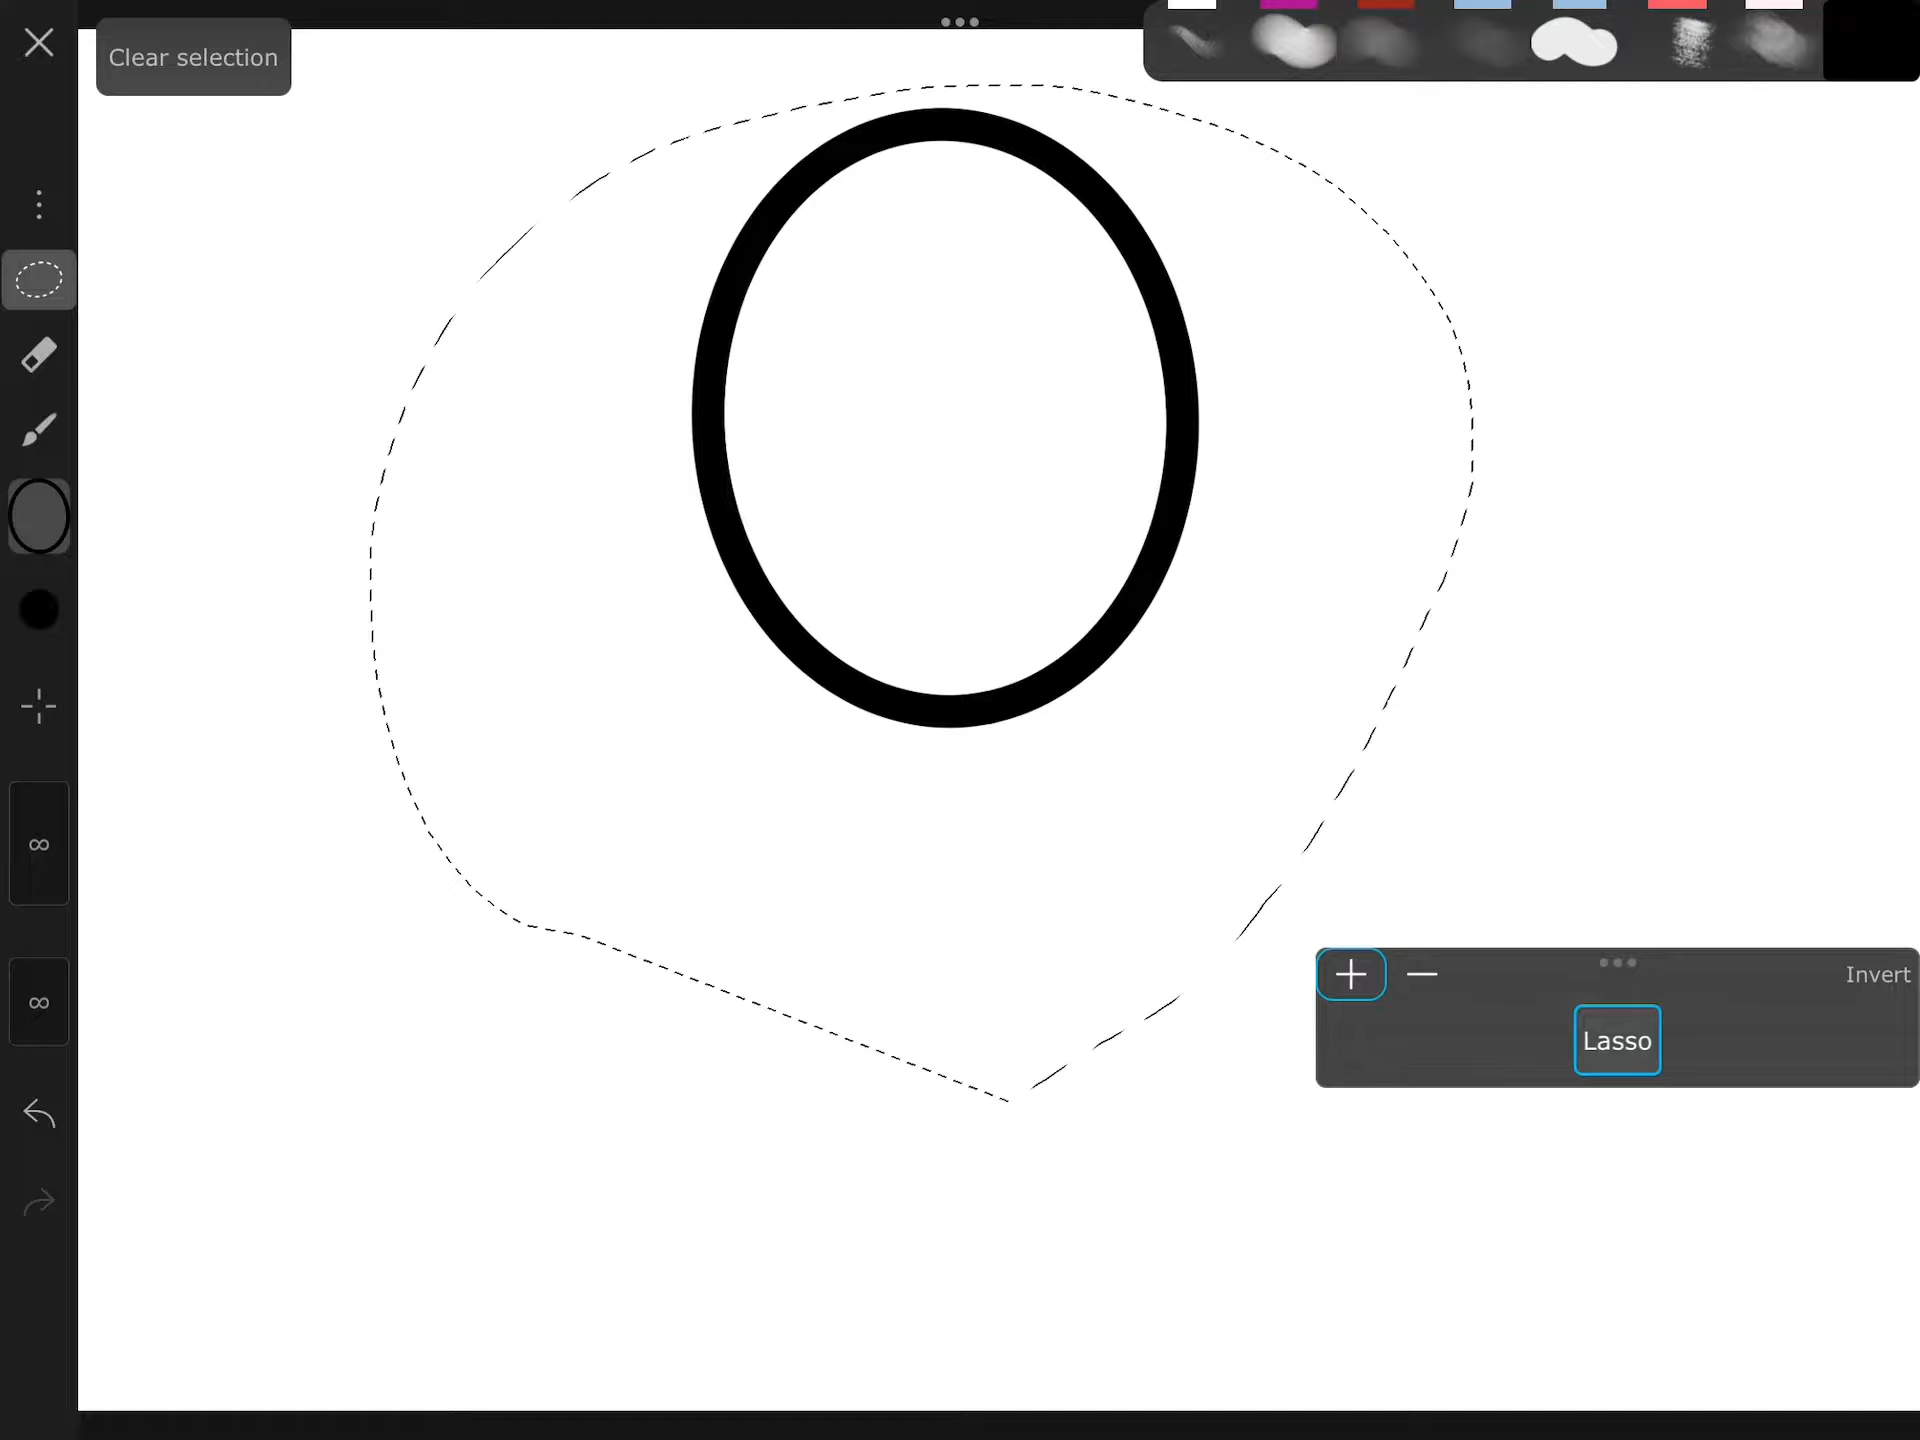 Clear selection
∞
∞
Invert
Lasso